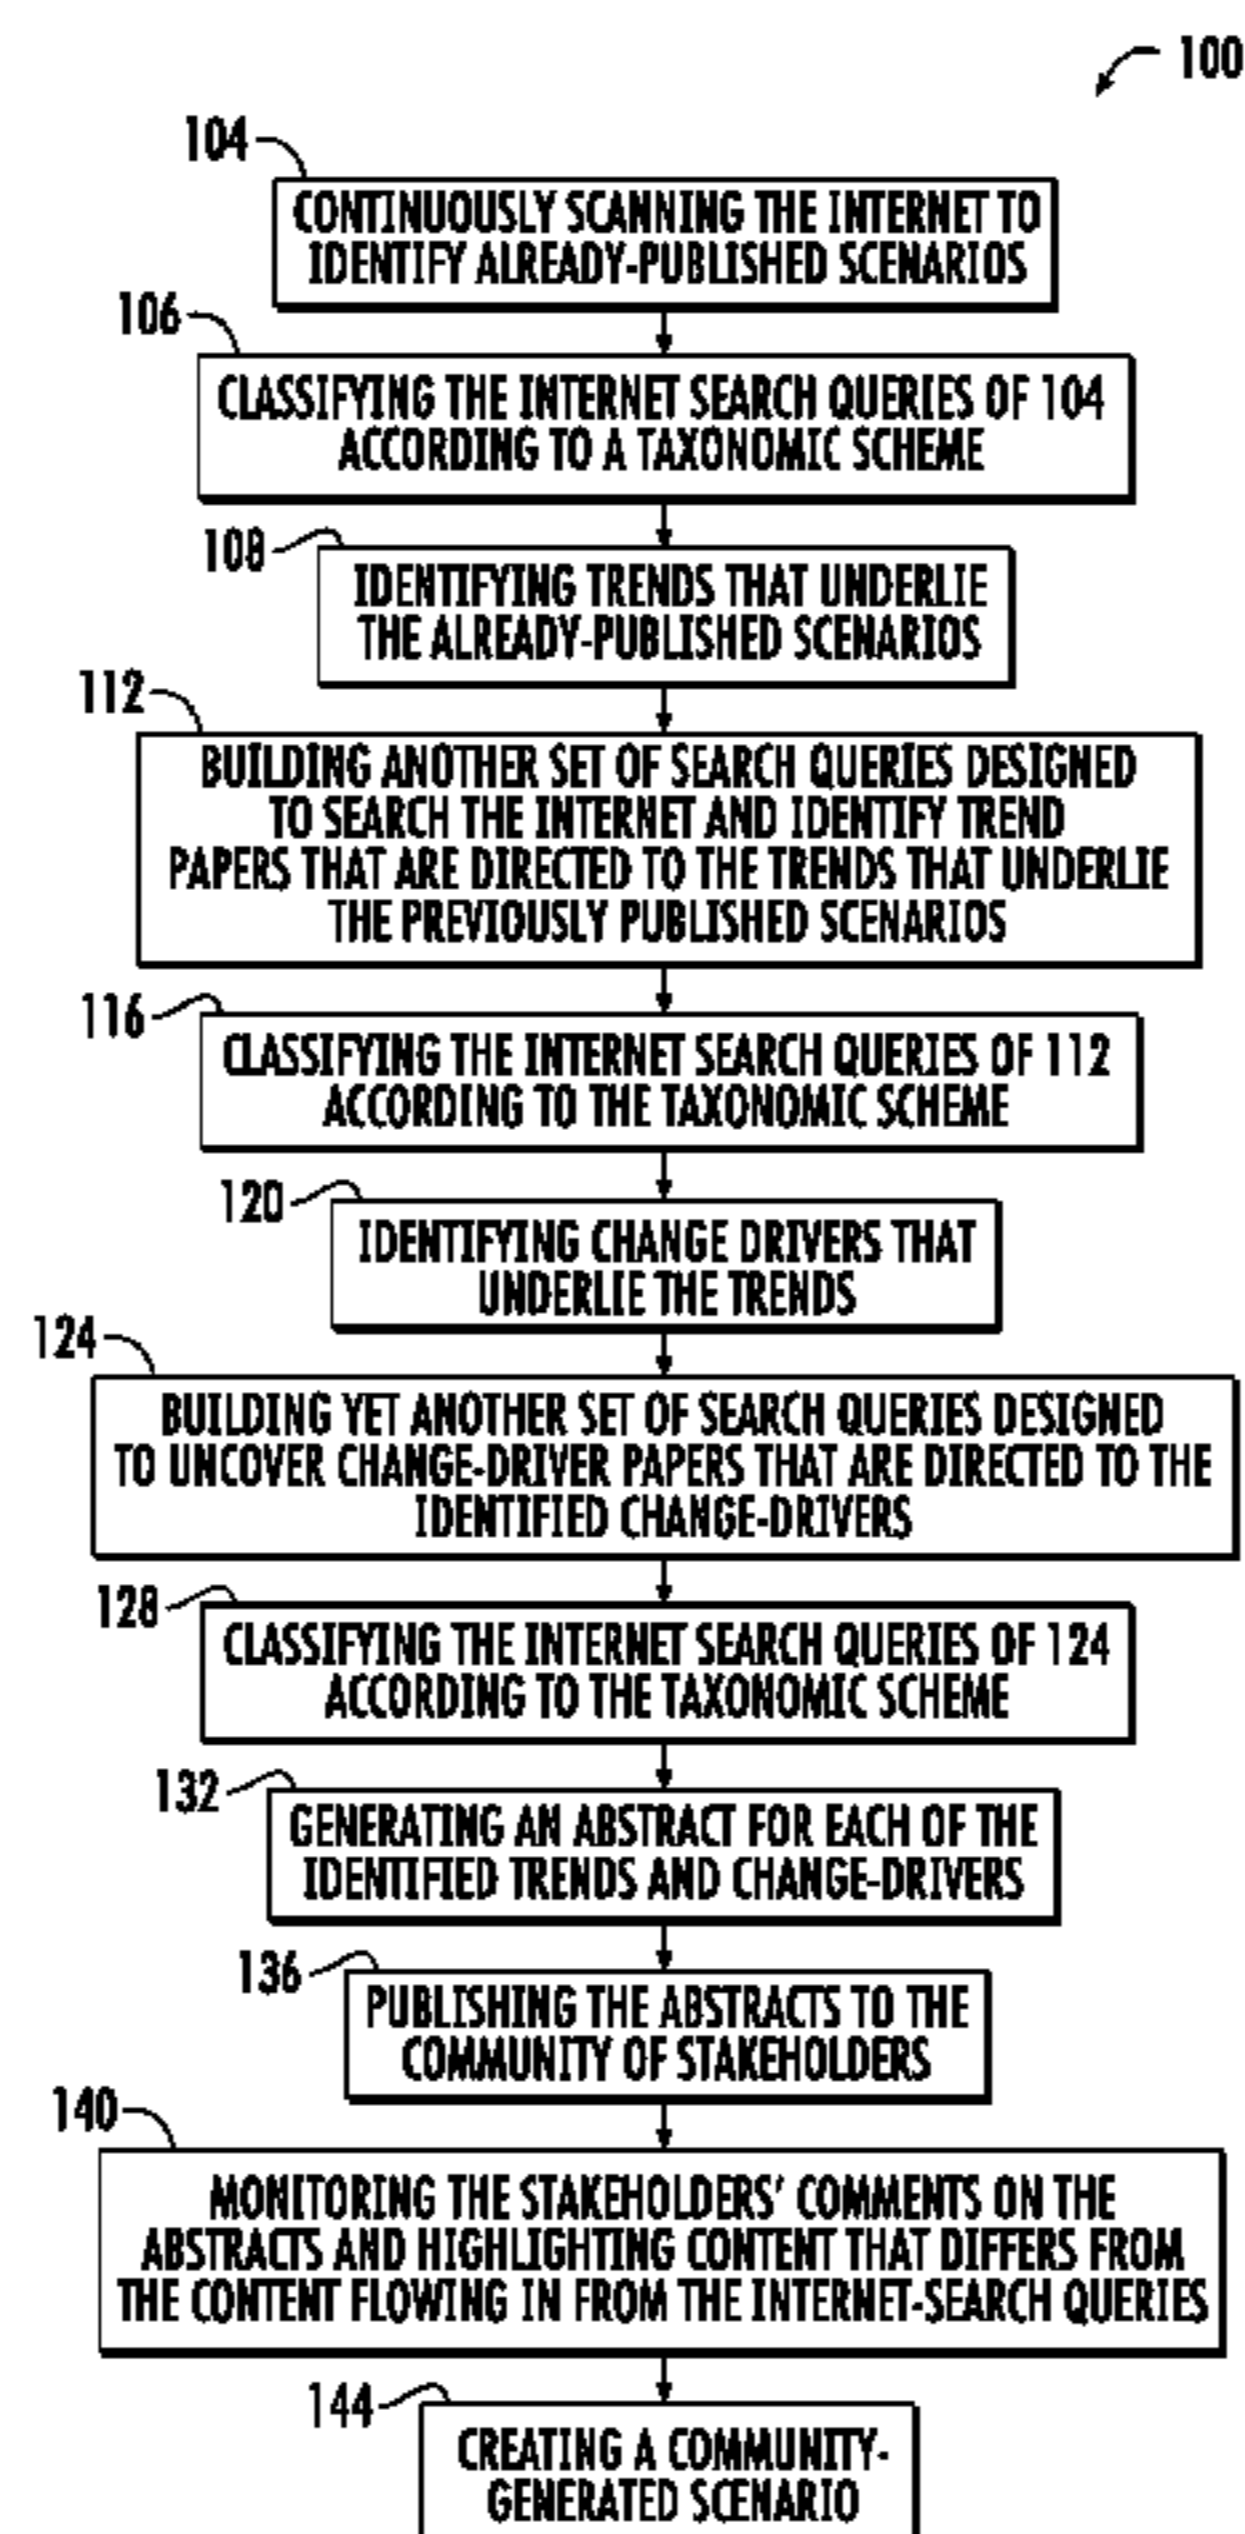 100
104
CONTINUOUSLY SCANNING THE INTERNET TO
IDENTIFY ALREADY-PUBLISHED SCENARIOS
106
CLASSIFYING THE INTERNET SEARCH QUERIES OF 104
ACCORDING TO A TAXONOMIC SCHEME
108
IDENTIFYING TRENDS THAT UNDERLIE
THE ALREADY-PUBLISHED SCENARIOS
112
BUILDING ANOTHER SET OF SEARCH QUERIES DESIGNED
TO SEARCH THE INTERNET AND IDENTIFY TREND
PAPERS THAT ARE DIRECTED TO THE TRENDS THAT UNDERLIE
THE PREVIOUSLY PUBLISHED SCENARIOS
116
CLASSIFYING THE INTERNET SEARCH QUERIES OF 112
ACCORDING TO THE TAXONOMIC SCHEME
120
IDENTIFYING CHANGE DRIVERS THAT
UNDERLIE THE TRENDS
124
BUILDING YET ANOTHER SET OF SEARCH QUERIES DESIGNED
TO UNCOVER CHANGE-DRIVER PAPERS THAT ARE DIRECTED TO THE
IDENTIFIED CHANGE-DRIVERS
128
CLASSIFYING THE INTERNET SEARCH QUERIES OF 124
ACCORDING TO THE TAXONOMIC SCHEME
132
GENERATING AN ABSTRACT FOR EACH OF THE
IDENTIFIED TRENDS AND CHANGE-DRIVERS
136
PUBLISHING THE ABSTRACTS TO THE
COMMUNITY OF STAKEHOLDERS
140
MONITORING THE STAKEHOLDERS' COMMENTS ON THE
ABSTRACTS AND HIGHLIGHTING CONTENT THAT DIFFERS FROM
THE CONTENT FLOWING IN FROM THE INTERNET-SEARCH QUERIES
144
CREATING A COMMUNITY-
GENERATED SCENARIO